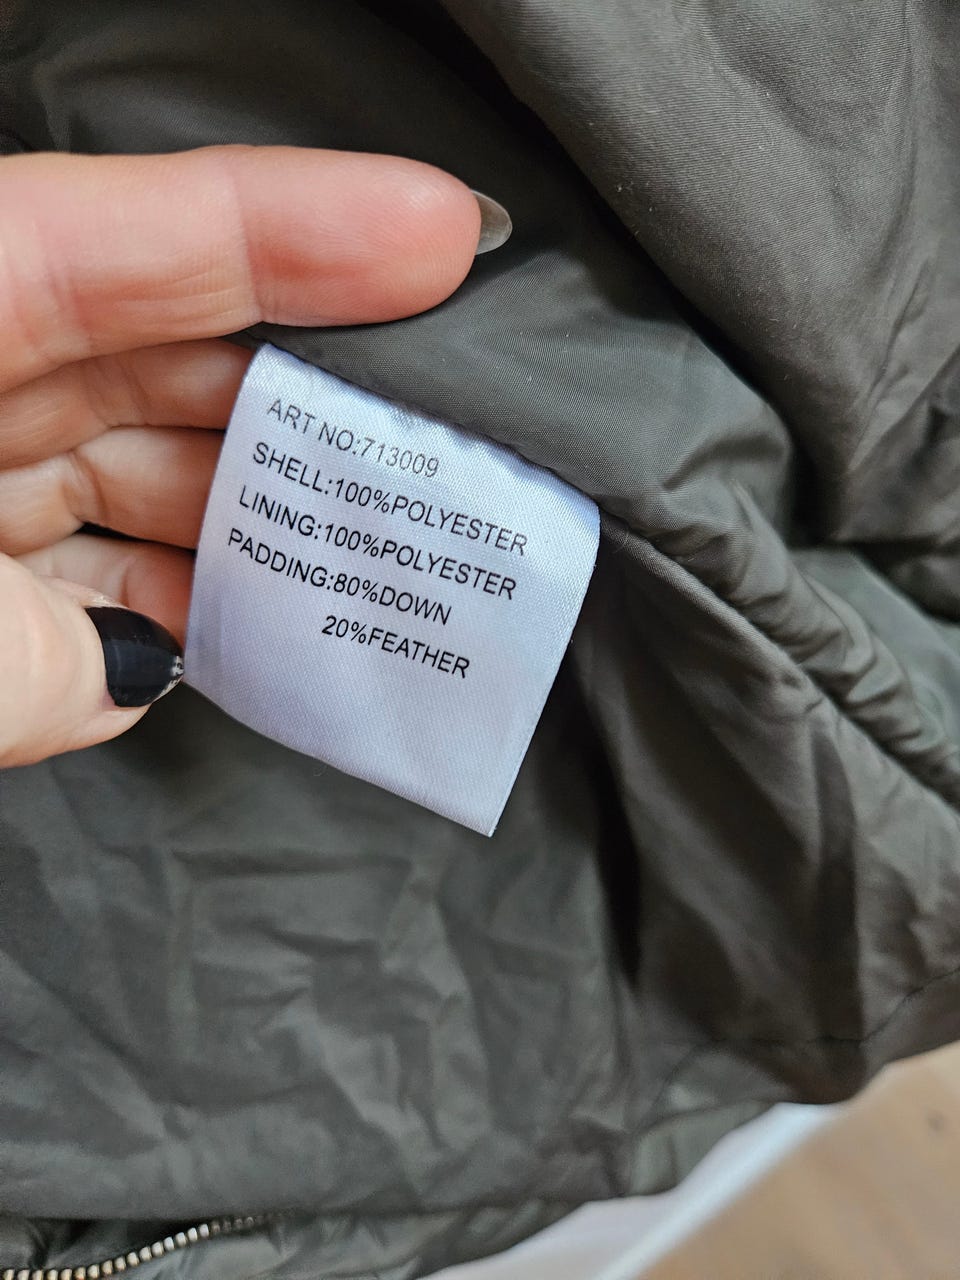 ART NO:713009
SHELL:100%POLYESTER
LINING:100%POLYESTER
PADDING:80%DOWN
20%FEATHER